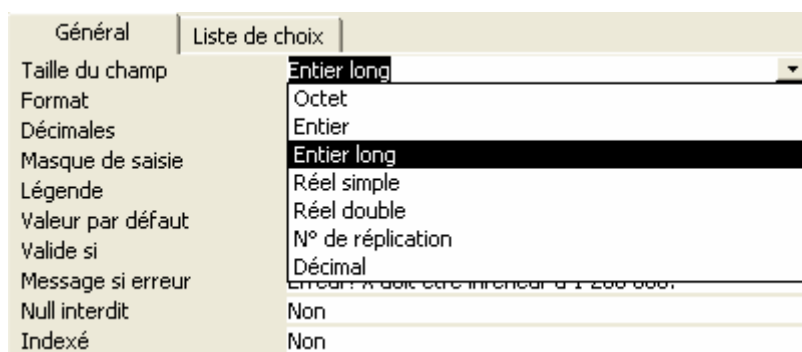 Général Liste de choix
Taille du champ Entier long
Format Octet
Décimales Entier
Masque de saisie Entier long
Légende Réel simple
Valeur par défaut Réel double
Valide si N° de réplication
Décimal
Message si erreur
Null interdit Non
Indexé Non